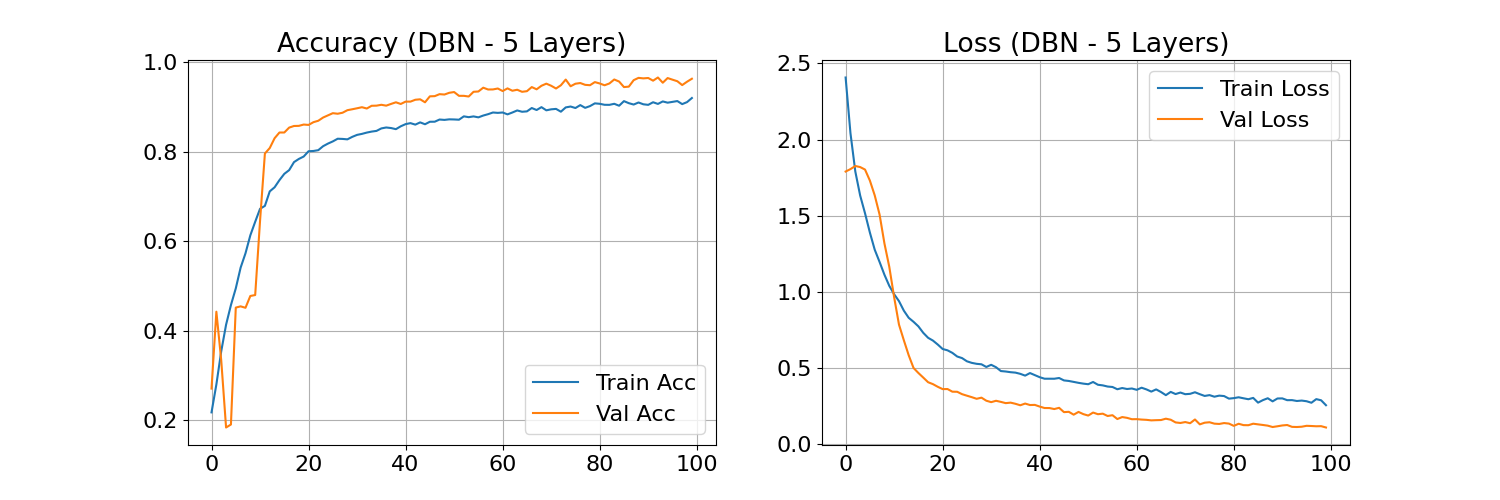 Accuracy (DBN - 5 Layers)
1.0
0.8
0.6
0.4
0.2
0 20 40 60 80 100
Train Acc
Val Acc
Loss (DBN - 5 Layers)
2.5
2.0
1.5
1.0
0.5
0.0
0 20 40 60 80 100
Train Loss
Val Loss